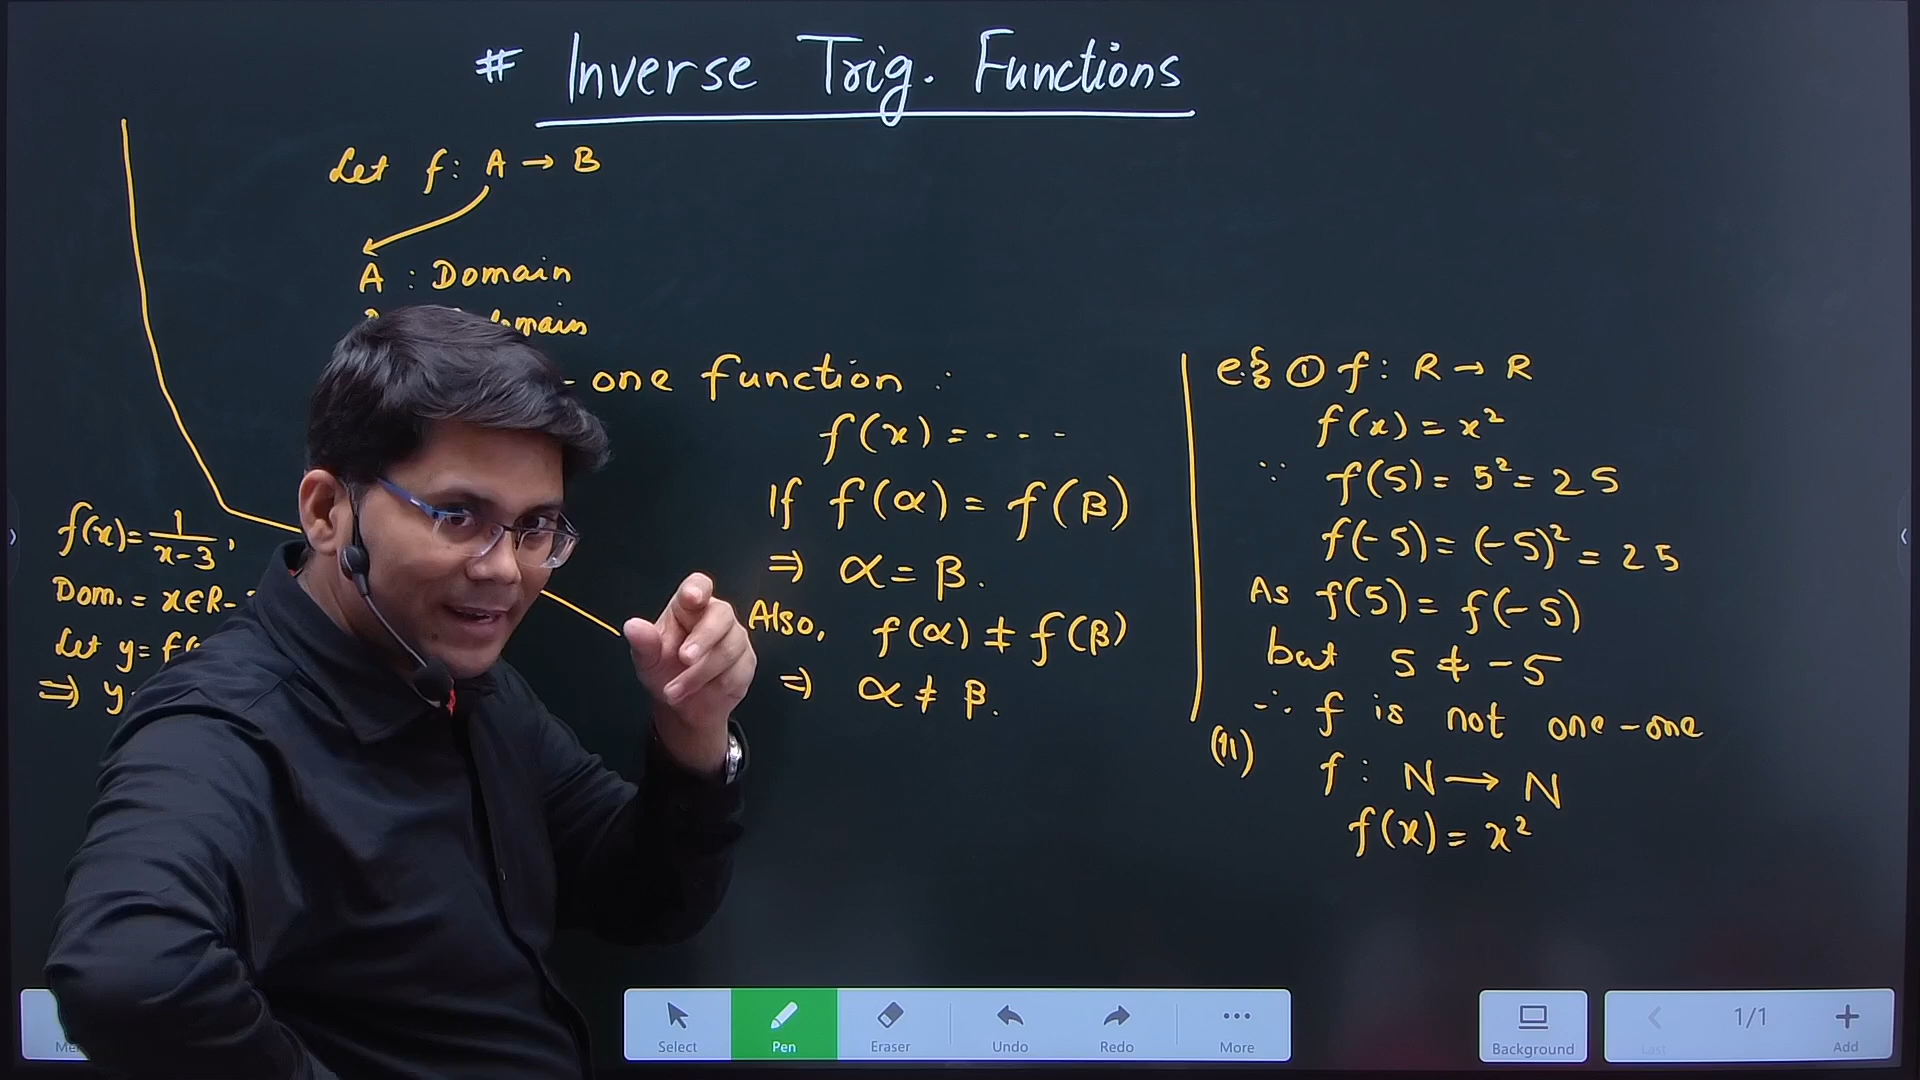 # Inverse Trig. Functions
Let f: A → B
A : Domain
omain
- one function :
f(x) = - - - -
If f(α) = f(β)
⇒ α = β.
Also, f(α) ≠ f(β)
⇒ α ≠ β.
f(x) = 1/(x-3),
Dom. = x∈R-
Let y = f(
⇒ y
e.g ① f: R → R
f(x) = x²
∵ f(5) = 5² = 25
f(-5) = (-5)² = 25
As f(5) = f(-5)
but 5 ≠ -5
∴ f is not one-one
(ii) f: N → N
f(x) = x²
Select
Pen
Eraser
Undo
Redo
More
Background
1/1
Last
Add